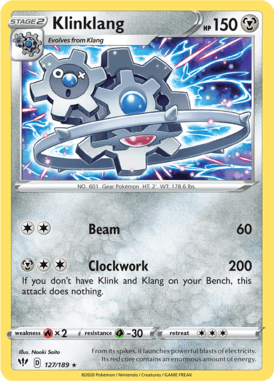 STAGE 2 Klinklang HP 150
Evolves from Klang
NO. 601. Gear Pokémon HT: 2' WT: 178.6 lbs.
Beam 60
Clockwork 200
If you don't have Klink and Klang on your Bench, this
attack does nothing.
weakness ×2 resistance -30 retreat
Illus. Naoki Saito
D 127/189 ★
From its spikes, it launches powerful blasts of electricity.
Its red core contains an enormous amount of energy.
©2020 Pokémon / Nintendo / Creatures / GAME FREAK